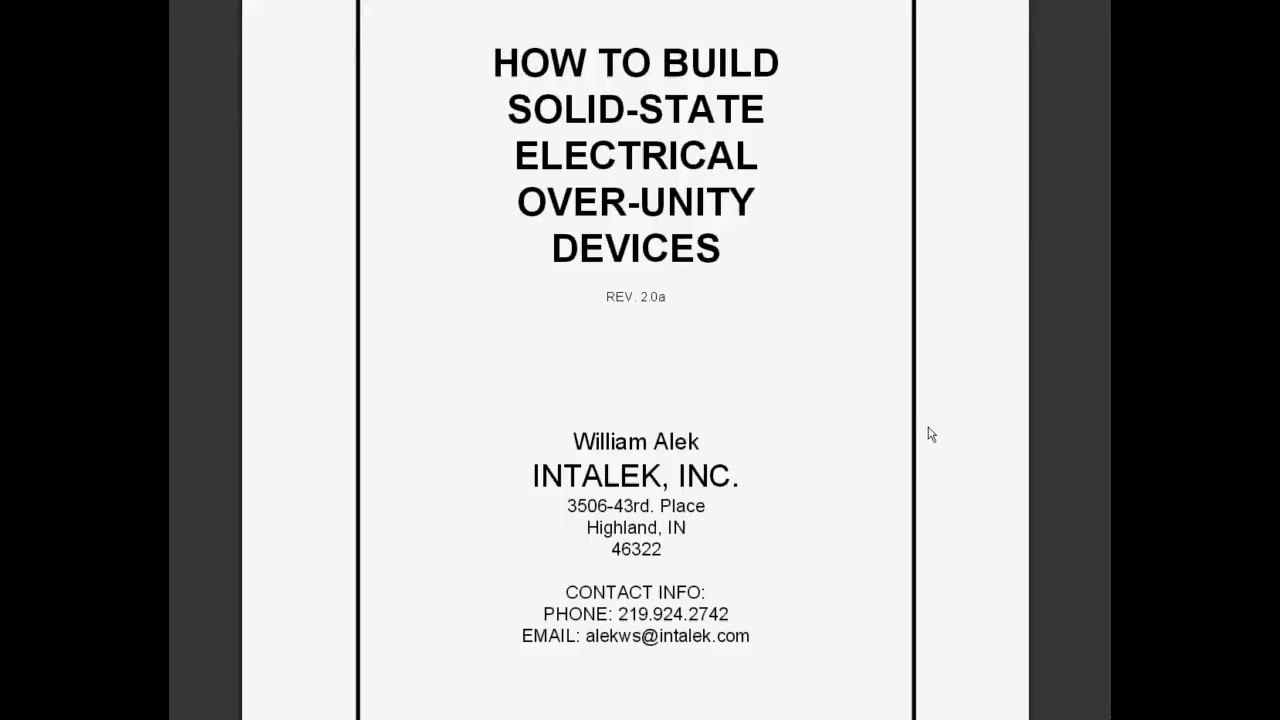 HOW TO BUILD
SOLID-STATE
ELECTRICAL
OVER-UNITY
DEVICES
REV. 2.0a
William Alek
INTALEK, INC.
3506-43rd. Place
Highland, IN
46322
CONTACT INFO:
PHONE: 219.924.2742
EMAIL: alekws@intalek.com